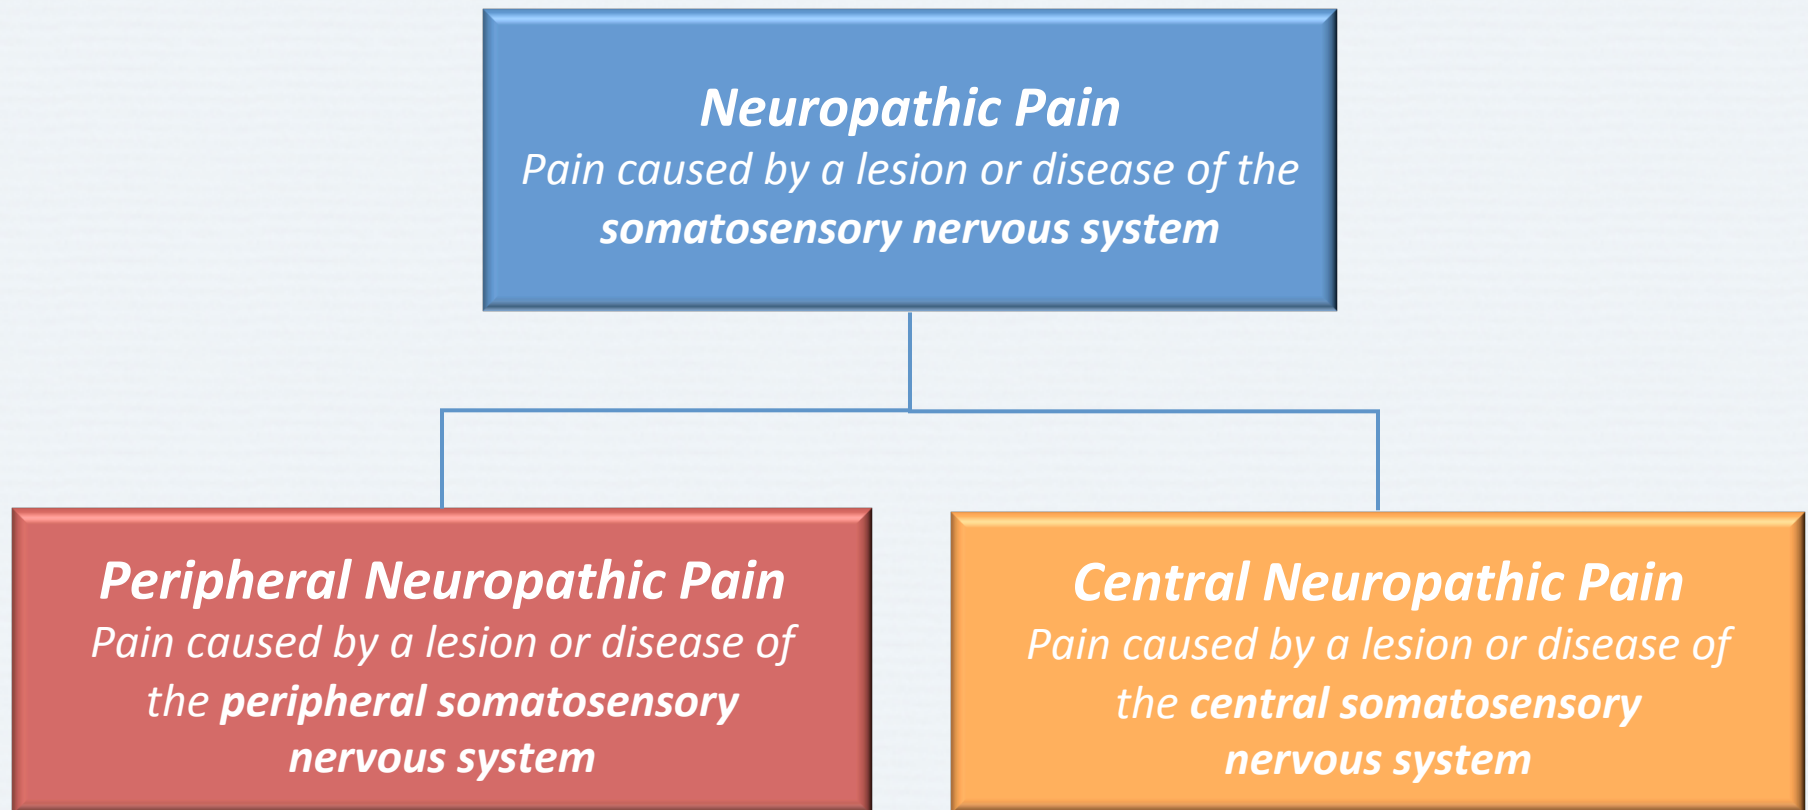 Neuropathic Pain
Pain caused by a lesion or disease of the
somatosensory nervous system
Peripheral Neuropathic Pain
Pain caused by a lesion or disease of
the peripheral somatosensory
nervous system
Central Neuropathic Pain
Pain caused by a lesion or disease of
the central somatosensory
nervous system